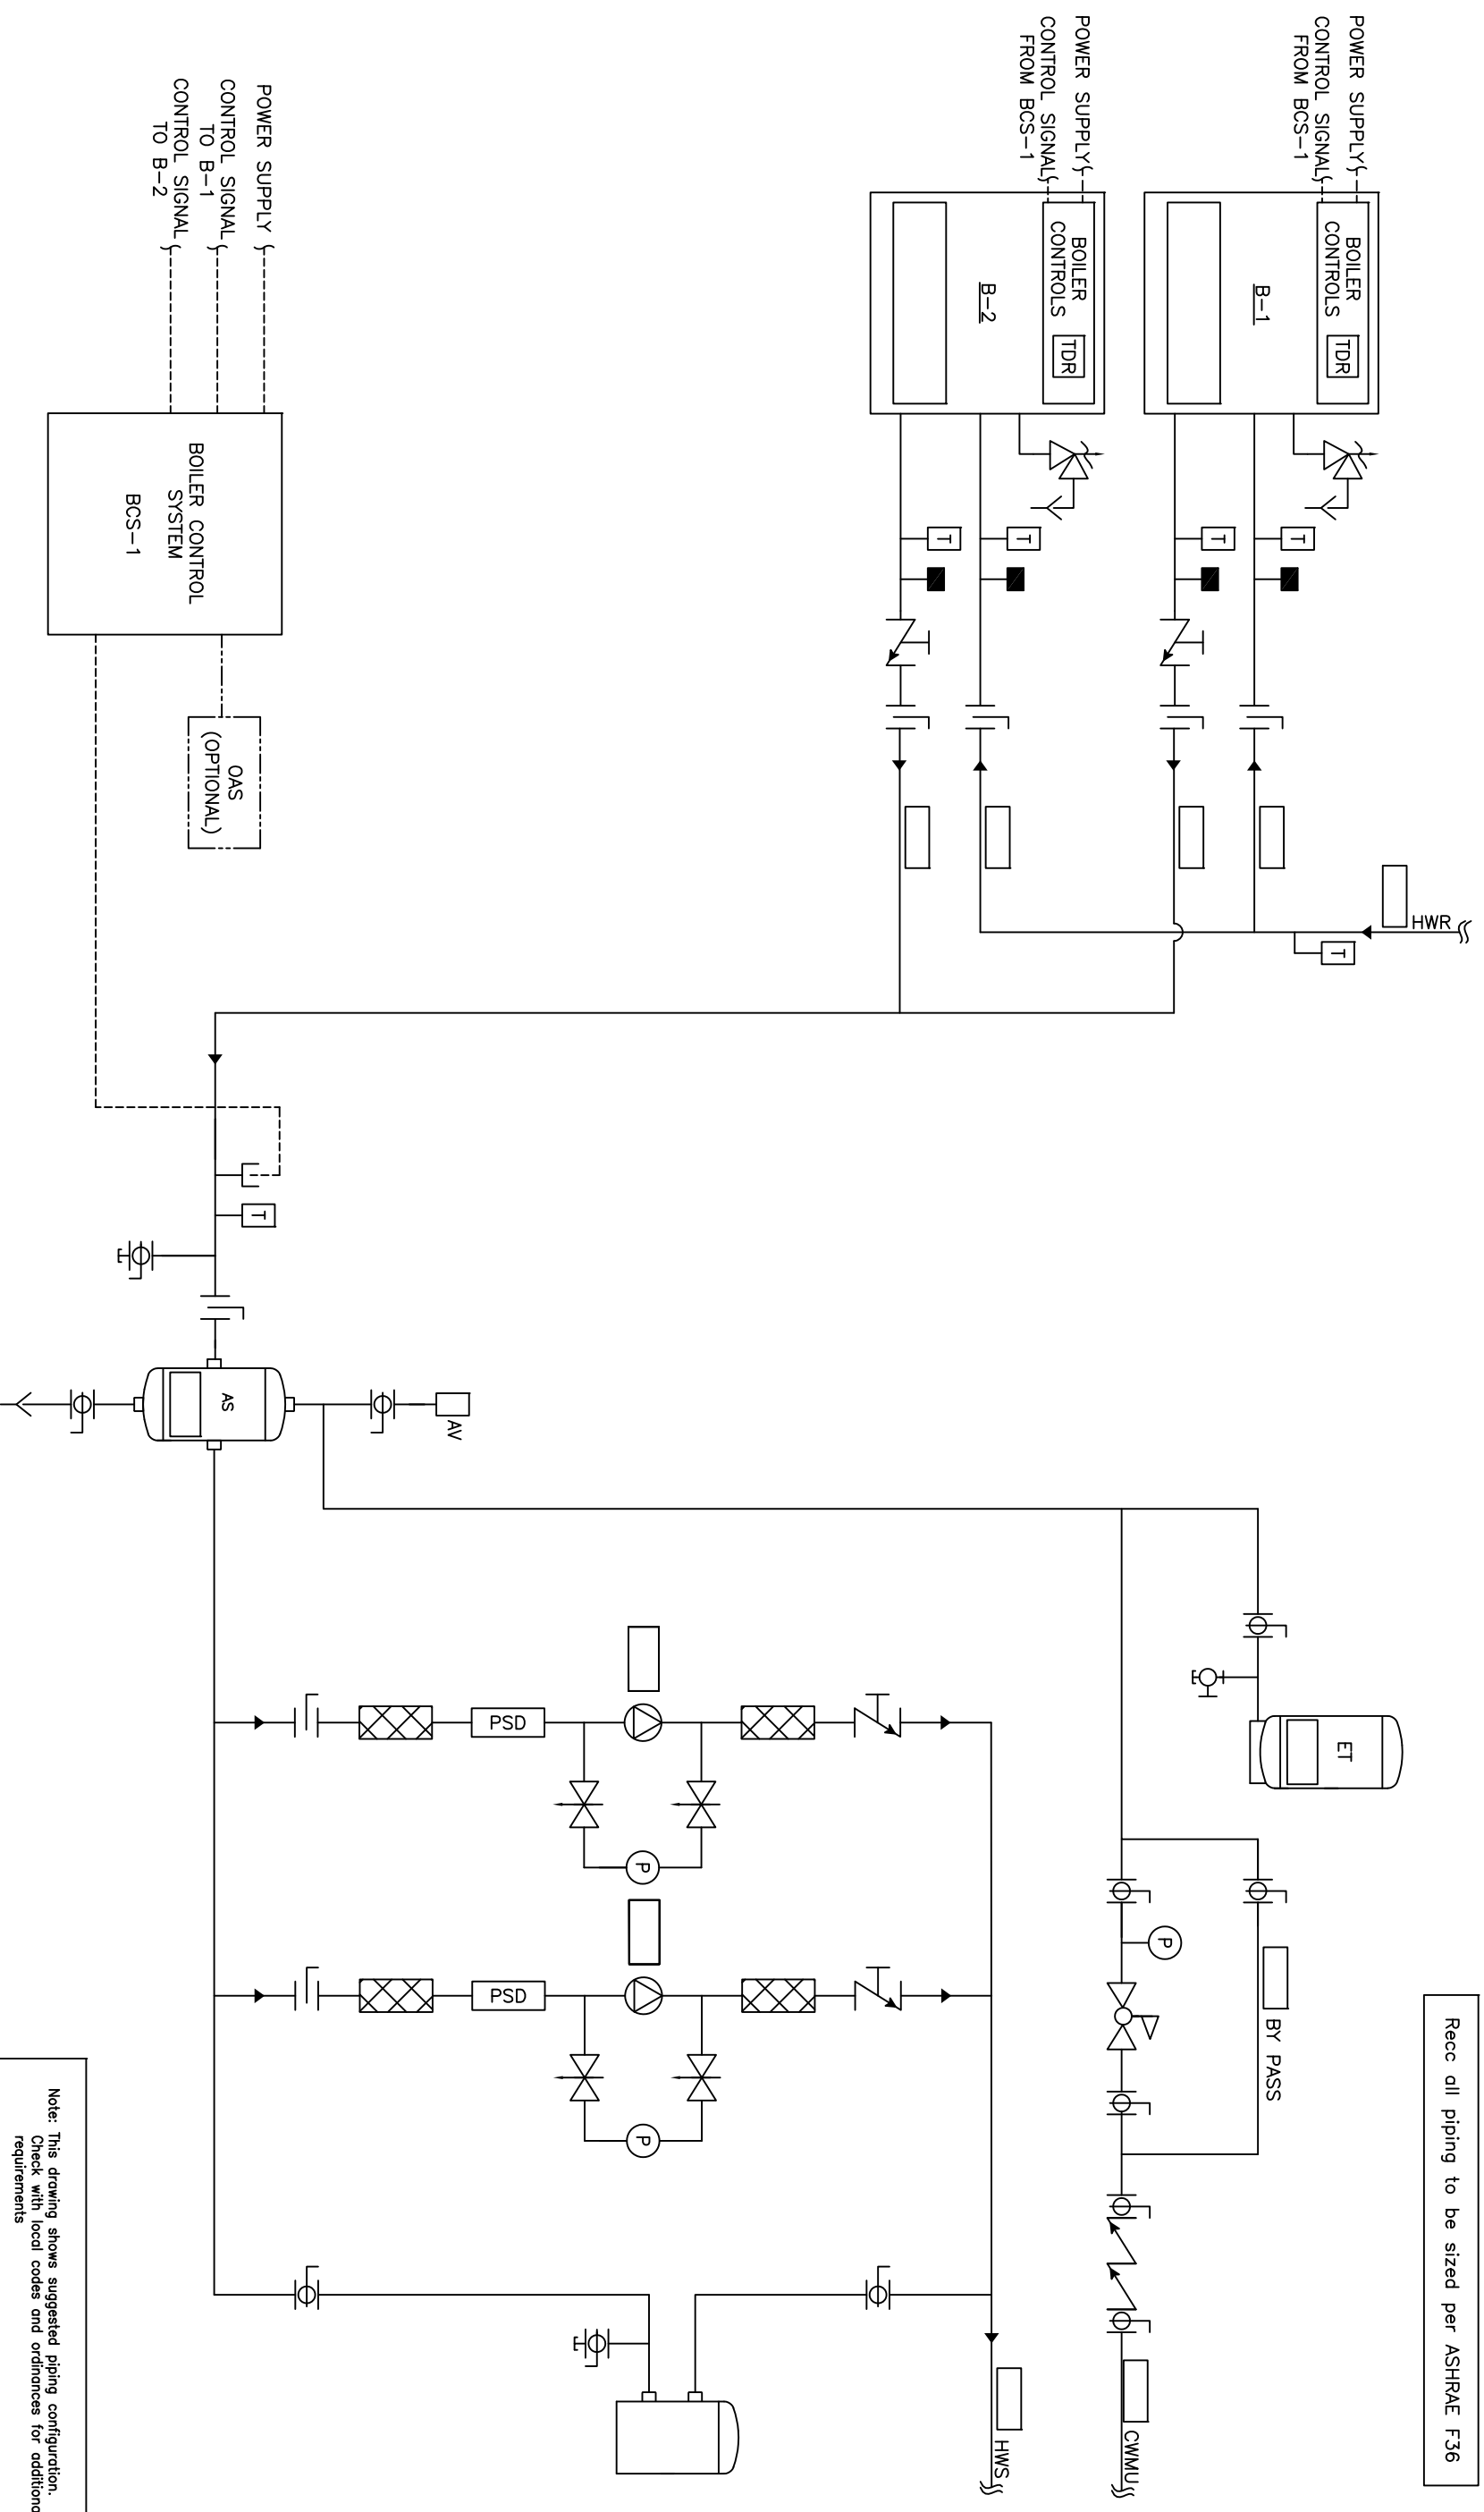 POWER SUPPLY
CONTROL SIGNAL
FROM BCS-1
BOILER
CONTROLS
TDR
B-1
T
T
HWR
T
POWER SUPPLY
CONTROL SIGNAL
FROM BCS-1
BOILER
CONTROLS
TDR
B-2
T
T
POWER SUPPLY
CONTROL SIGNAL
TO B-1
CONTROL SIGNAL
TO B-2
BOILER CONTROL
SYSTEM
BCS-1
OAS
(OPTIONAL)
T
AS
AV
ET
P
BY PASS
CWMU
PSD
P
PSD
P
HWS
Recc all piping to be sized per ASHRAE F36
Note: This drawing shows suggested piping configuration.
Check with local codes and ordinances for additional
requirements